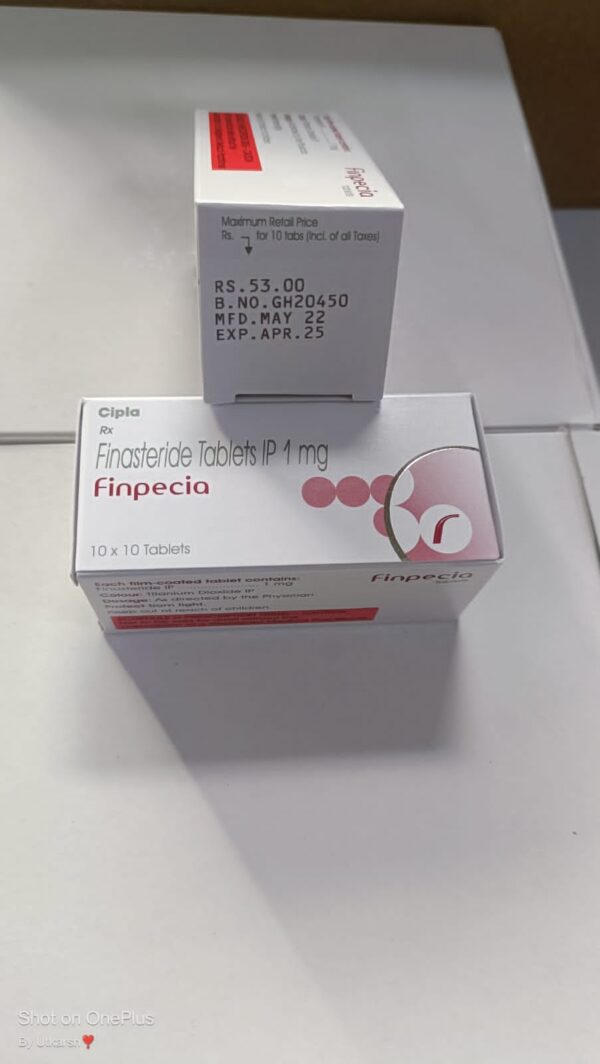 Finpecia
Maximum Retail Price
Rs. for 10 tabs (Incl. of all Taxes)
RS.53.00
B.NO.GH20450
MFD.MAY 22
EXP.APR.25
Cipla
Rx
Finasteride Tablets IP 1 mg
Finpecia
10 x 10 Tablets
Each film-coated tablet contains:
Finasteride IP 1 mg
Colour: Titanium Dioxide IP
Dosage: As directed by the Physician
Protect from light.
Keep out of reach of children
Finpecia
Shot on OnePlus
By Utkarsh❣️